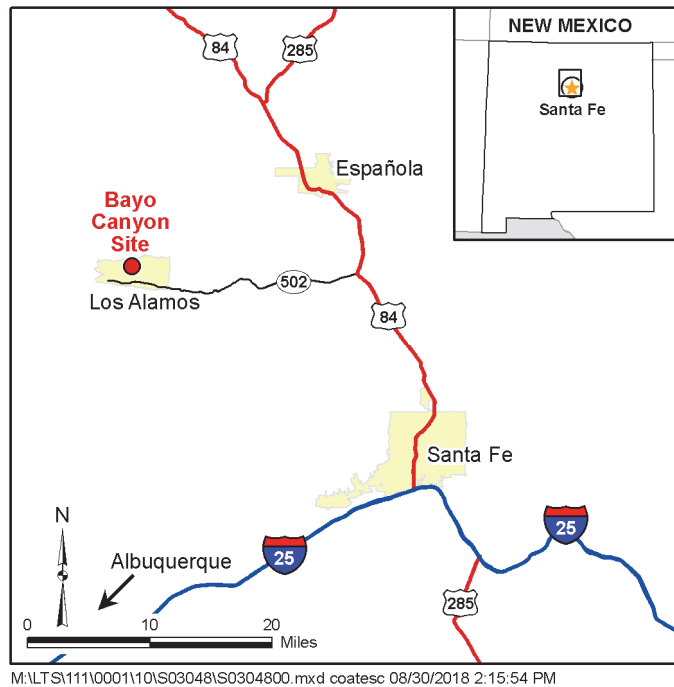 84
285
NEW MEXICO
Santa Fe
Española
Bayo
Canyon
Site
502
Los Alamos
84
Santa Fe
N
25
25
Albuquerque
285
0 10 20
Miles
M:\LTS\111\0001\10\S03048\S0304800.mxd coatesc 08/30/2018 2:15:54 PM